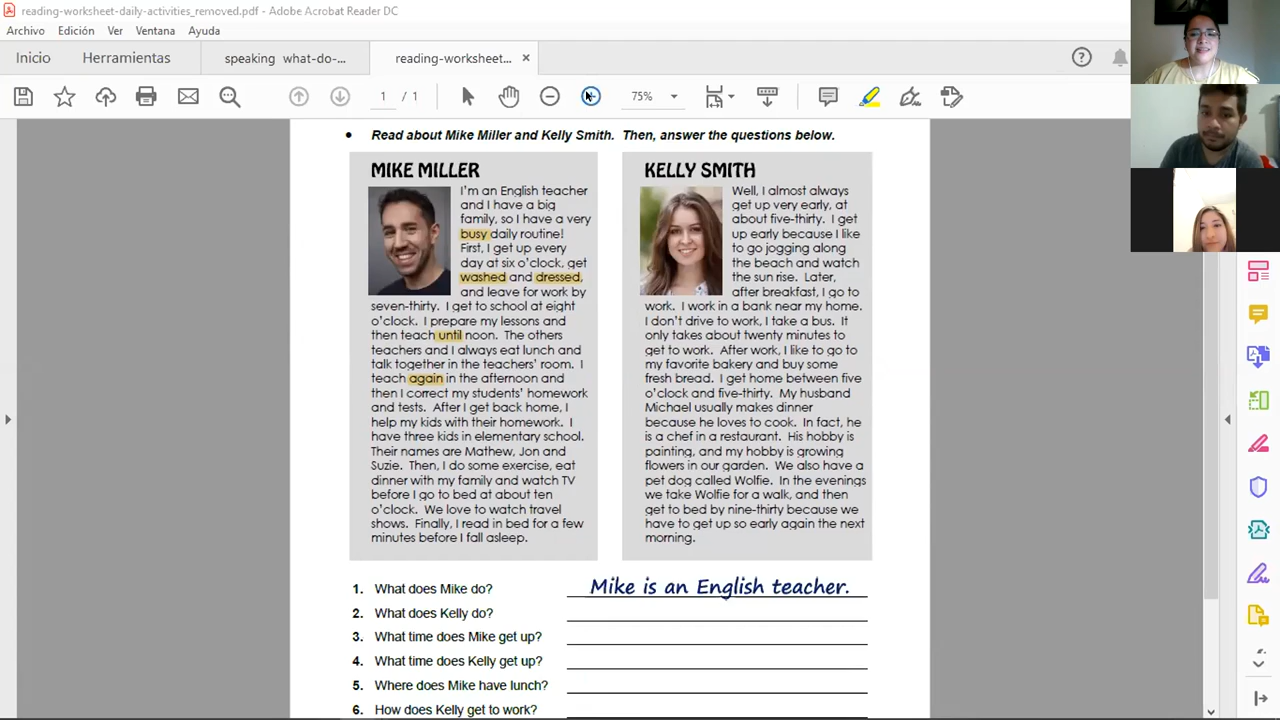 reading-worksheet-daily-activities_removed.pdf - Adobe Acrobat Reader DC
Archivo Edición Ver Ventana Ayuda
Inicio Herramientas speaking what-do-... reading-worksheet...
1 / 1 75%
Read about Mike Miller and Kelly Smith. Then, answer the questions below.
MIKE MILLER
I'm an English teacher
and I have a big
family, so I have a very
busy daily routine!
First, I get up every
day at six o'clock, get
washed and dressed,
and leave for work by
seven-thirty. I get to school at eight
o'clock. I prepare my lessons and
then teach until noon. The others
teachers and I always eat lunch and
talk together in the teachers' room. I
teach again in the afternoon and
then I correct my students' homework
and tests. After I get back home, I
help my kids with their homework. I
have three kids in elementary school.
Their names are Mathew, Jon and
Suzie. Then, I do some exercise, eat
dinner with my family and watch TV
before I go to bed at about ten
o'clock. We love to watch travel
shows. Finally, I read in bed for a few
minutes before I fall asleep.
KELLY SMITH
Well, I almost always
get up very early, at
about five-thirty. I get
up early because I like
to go jogging along
the beach and watch
the sun rise. Later,
after breakfast, I go to
work. I work in a bank near my home.
I don't drive to work, I take a bus. It
only takes about twenty minutes to
get to work. After work, I like to go to
my favorite bakery and buy some
fresh bread. I get home between five
o'clock and five-thirty. My husband
Michael usually makes dinner
because he loves to cook. In fact, he
is a chef in a restaurant. His hobby is
painting, and my hobby is growing
flowers in our garden. We also have a
pet dog called Wolfie. In the evenings
we take Wolfie for a walk, and then
get to bed by nine-thirty because we
have to get up so early again the next
morning.
1. What does Mike do? Mike is an English teacher.
2. What does Kelly do?
3. What time does Mike get up?
4. What time does Kelly get up?
5. Where does Mike have lunch?
6. How does Kelly get to work?